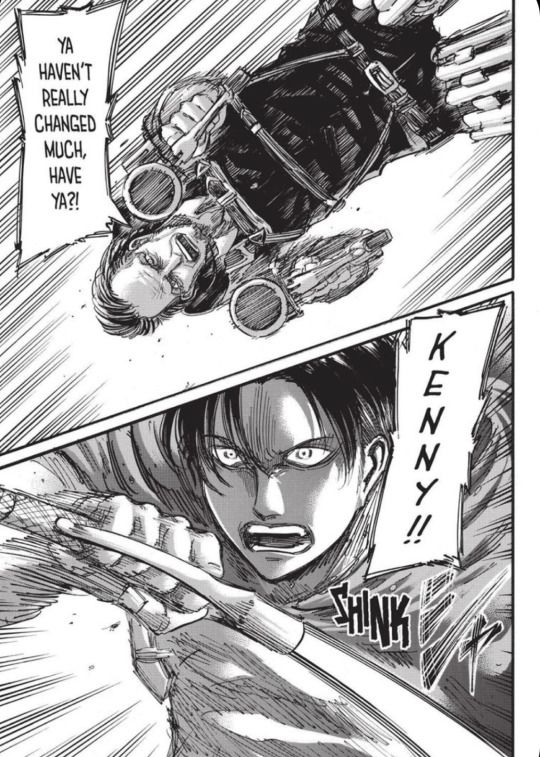 YA
HAVEN'T
REALLY
CHANGED
MUCH,
HAVE
YA?!
KENNY!!
SHINK